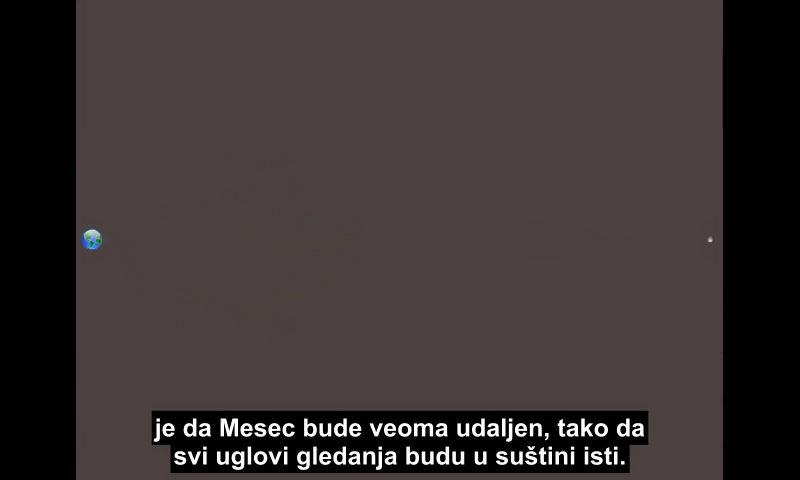 je da Mesec bude veoma udaljen, tako da
svi uglovi gledanja budu u suštini isti.